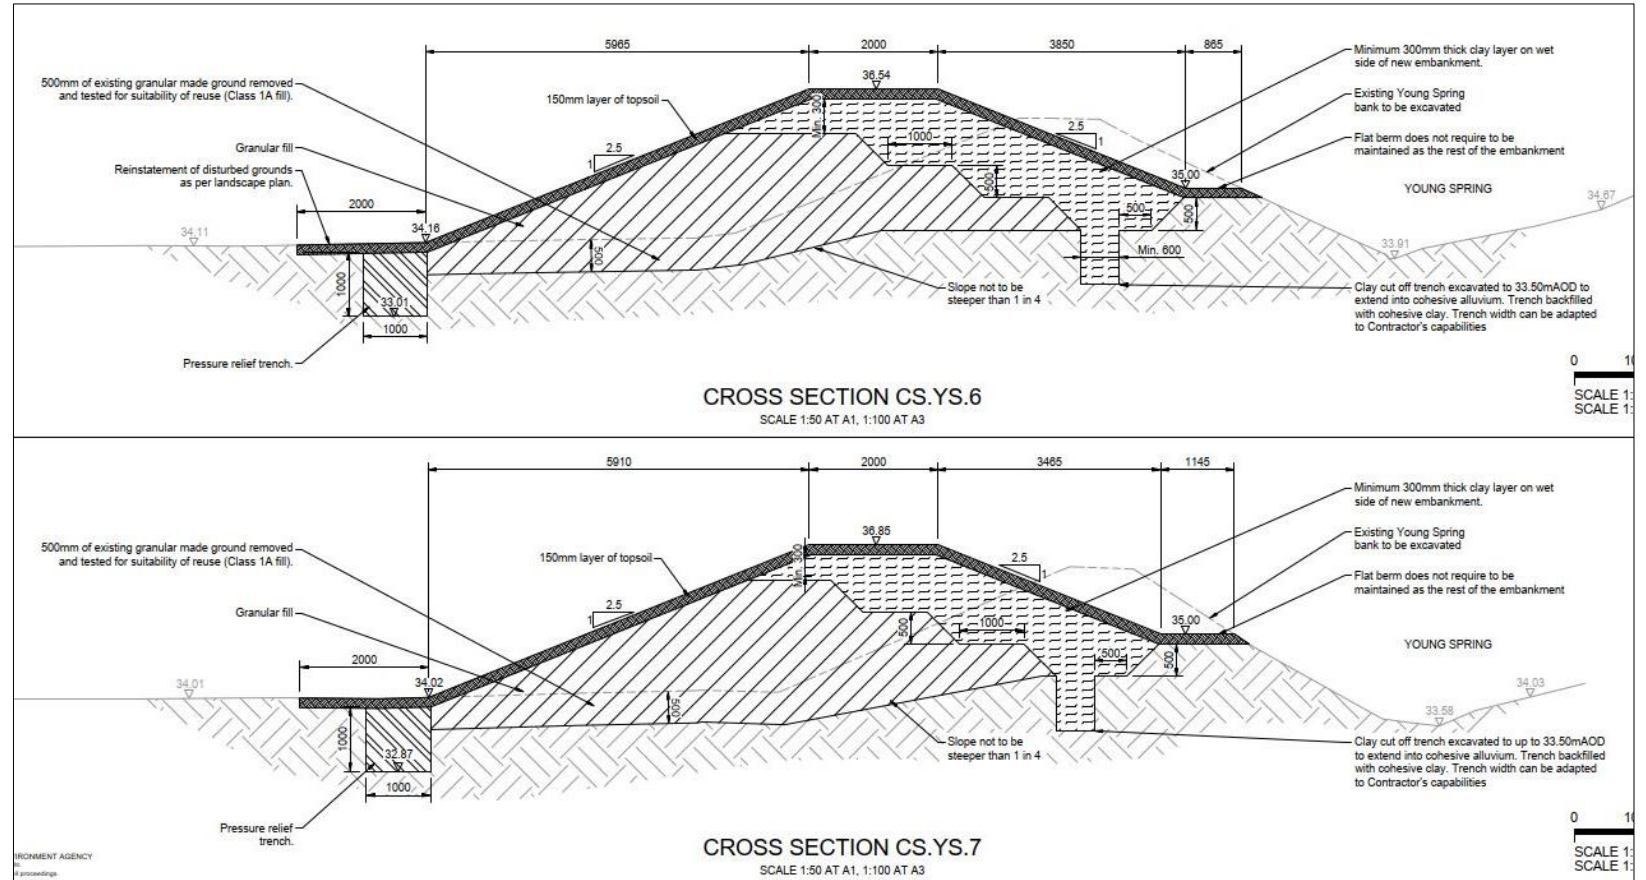 5965
2000
3850
865
500mm of existing granular made ground removed
and tested for suitability of reuse (Class 1A fill).
150mm layer of topsoil
36.54
Min. 300
Minimum 300mm thick clay layer on wet
side of new embankment.
Existing Young Spring
bank to be excavated
Flat berm does not require to be
maintained as the rest of the embankment
Granular fill
2.5
1
1000
2.5
1
Reinstatement of disturbed grounds
as per landscape plan.
2000
500
35.00
YOUNG SPRING
34.67
34.11
34.16
500
500
500
33.91
1000
33.01
1000
Min. 600
Slope not to be
steeper than 1 in 4
Clay cut off trench excavated to 33.50mAOD to
extend into cohesive alluvium. Trench backfilled
with cohesive clay. Trench width can be adapted
to Contractor's capabilities
Pressure relief trench.
CROSS SECTION CS.YS.6
SCALE 1:50 AT A1, 1:100 AT A3
0
SCALE 1:
SCALE 1:
5910
2000
3465
1145
500mm of existing granular made ground removed
and tested for suitability of reuse (Class 1A fill).
150mm layer of topsoil
36.85
Min. 300
Minimum 300mm thick clay layer on wet
side of new embankment.
Existing Young Spring
bank to be excavated
Flat berm does not require to be
maintained as the rest of the embankment
Granular fill
2.5
1
2.5
1
500
1000
35.00
YOUNG SPRING
2000
500
500
34.01
34.02
500
34.03
33.58
1000
32.87
1000
Slope not to be
steeper than 1 in 4
Clay cut off trench excavated to up to 33.50mAOD
to extend into cohesive alluvium. Trench backfilled
with cohesive clay. Trench width can be adapted
to Contractor's capabilities
Pressure relief
trench.
CROSS SECTION CS.YS.7
SCALE 1:50 AT A1, 1:100 AT A3
0
SCALE 1:
SCALE 1:
IRONMENT AGENCY
proceedings.